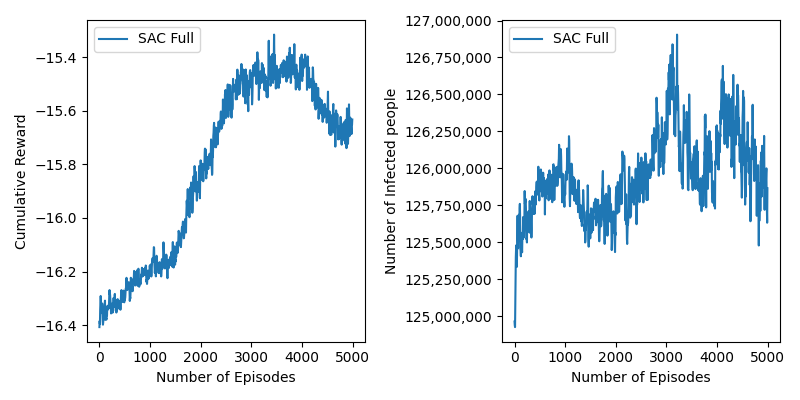 SAC Full
Cumulative Reward
−15.4
−15.6
−15.8
−16.0
−16.2
−16.4
0 1000 2000 3000 4000 5000
Number of Episodes
SAC Full
Number of Infected people
127,000,000
126,750,000
126,500,000
126,250,000
126,000,000
125,750,000
125,500,000
125,250,000
125,000,000
0 1000 2000 3000 4000 5000
Number of Episodes